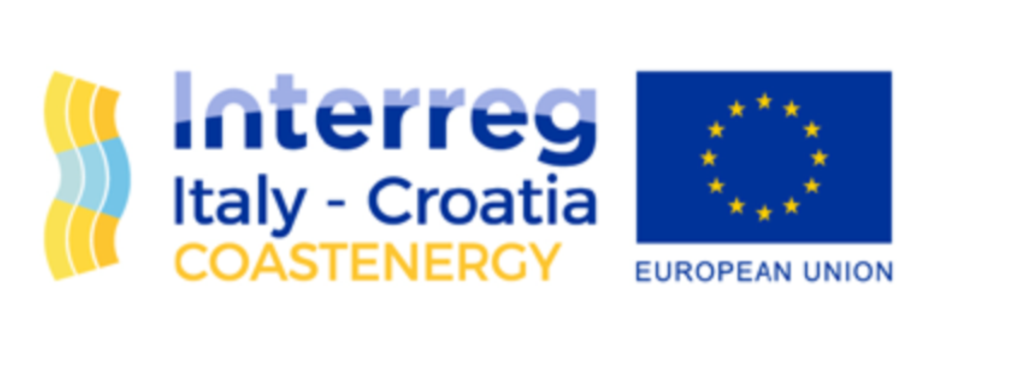 Interreg
Italy - Croatia
COASTENERGY
EUROPEAN UNION